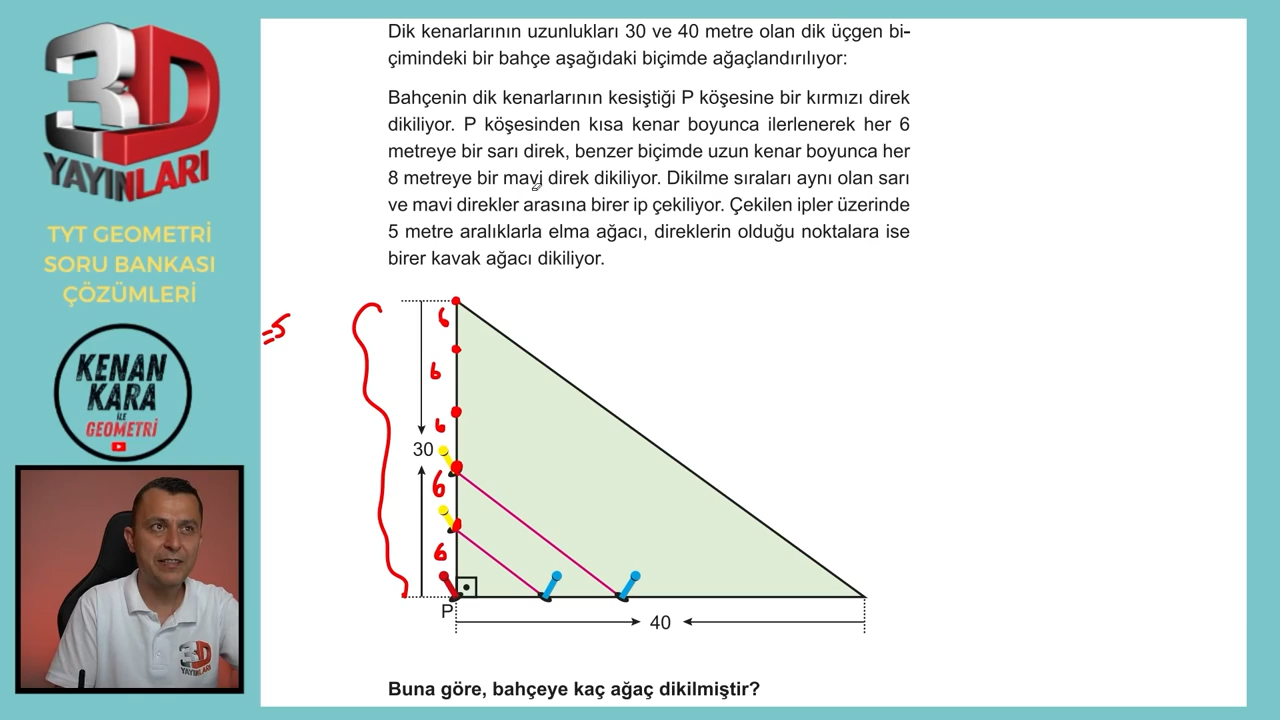 3D
YAYINLARI
TYT GEOMETRİ
SORU BANKASI
ÇÖZÜMLERİ
KENAN
KARA
İLE
GEOMETRİ
3D
YAYINLARI
Dik kenarlarının uzunlukları 30 ve 40 metre olan dik üçgen bi-
çimindeki bir bahçe aşağıdaki biçimde ağaçlandırılıyor:
Bahçenin dik kenarlarının kesiştiği P köşesine bir kırmızı direk
dikiliyor. P köşesinden kısa kenar boyunca ilerlenerek her 6
metreye bir sarı direk, benzer biçimde uzun kenar boyunca her
8 metreye bir mavi direk dikiliyor. Dikilme sıraları aynı olan sarı
ve mavi direkler arasına birer ip çekiliyor. Çekilen ipler üzerinde
5 metre aralıklarla elma ağacı, direklerin olduğu noktalara ise
birer kavak ağacı dikiliyor.
=5
6
6
6
30
6
6
P
40
Buna göre, bahçeye kaç ağaç dikilmiştir?